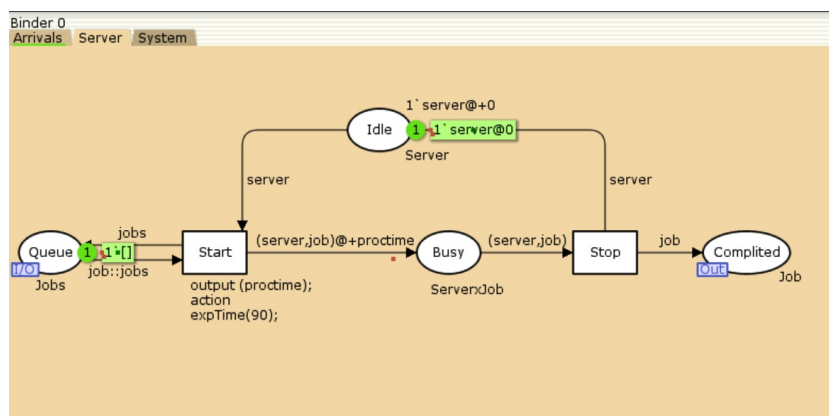 Binder 0
Arrivals Server System
1`server@+0
Idle 1 1`server@0
Server
server server
jobs
Queue 1 1`[]
I/O
job::jobs
Jobs
Start
(server,job)@+proctime
Busy
(server,job)
Stop
job
Complited
Out
Job
ServerxJob
output (proctime);
action
expTime(90);